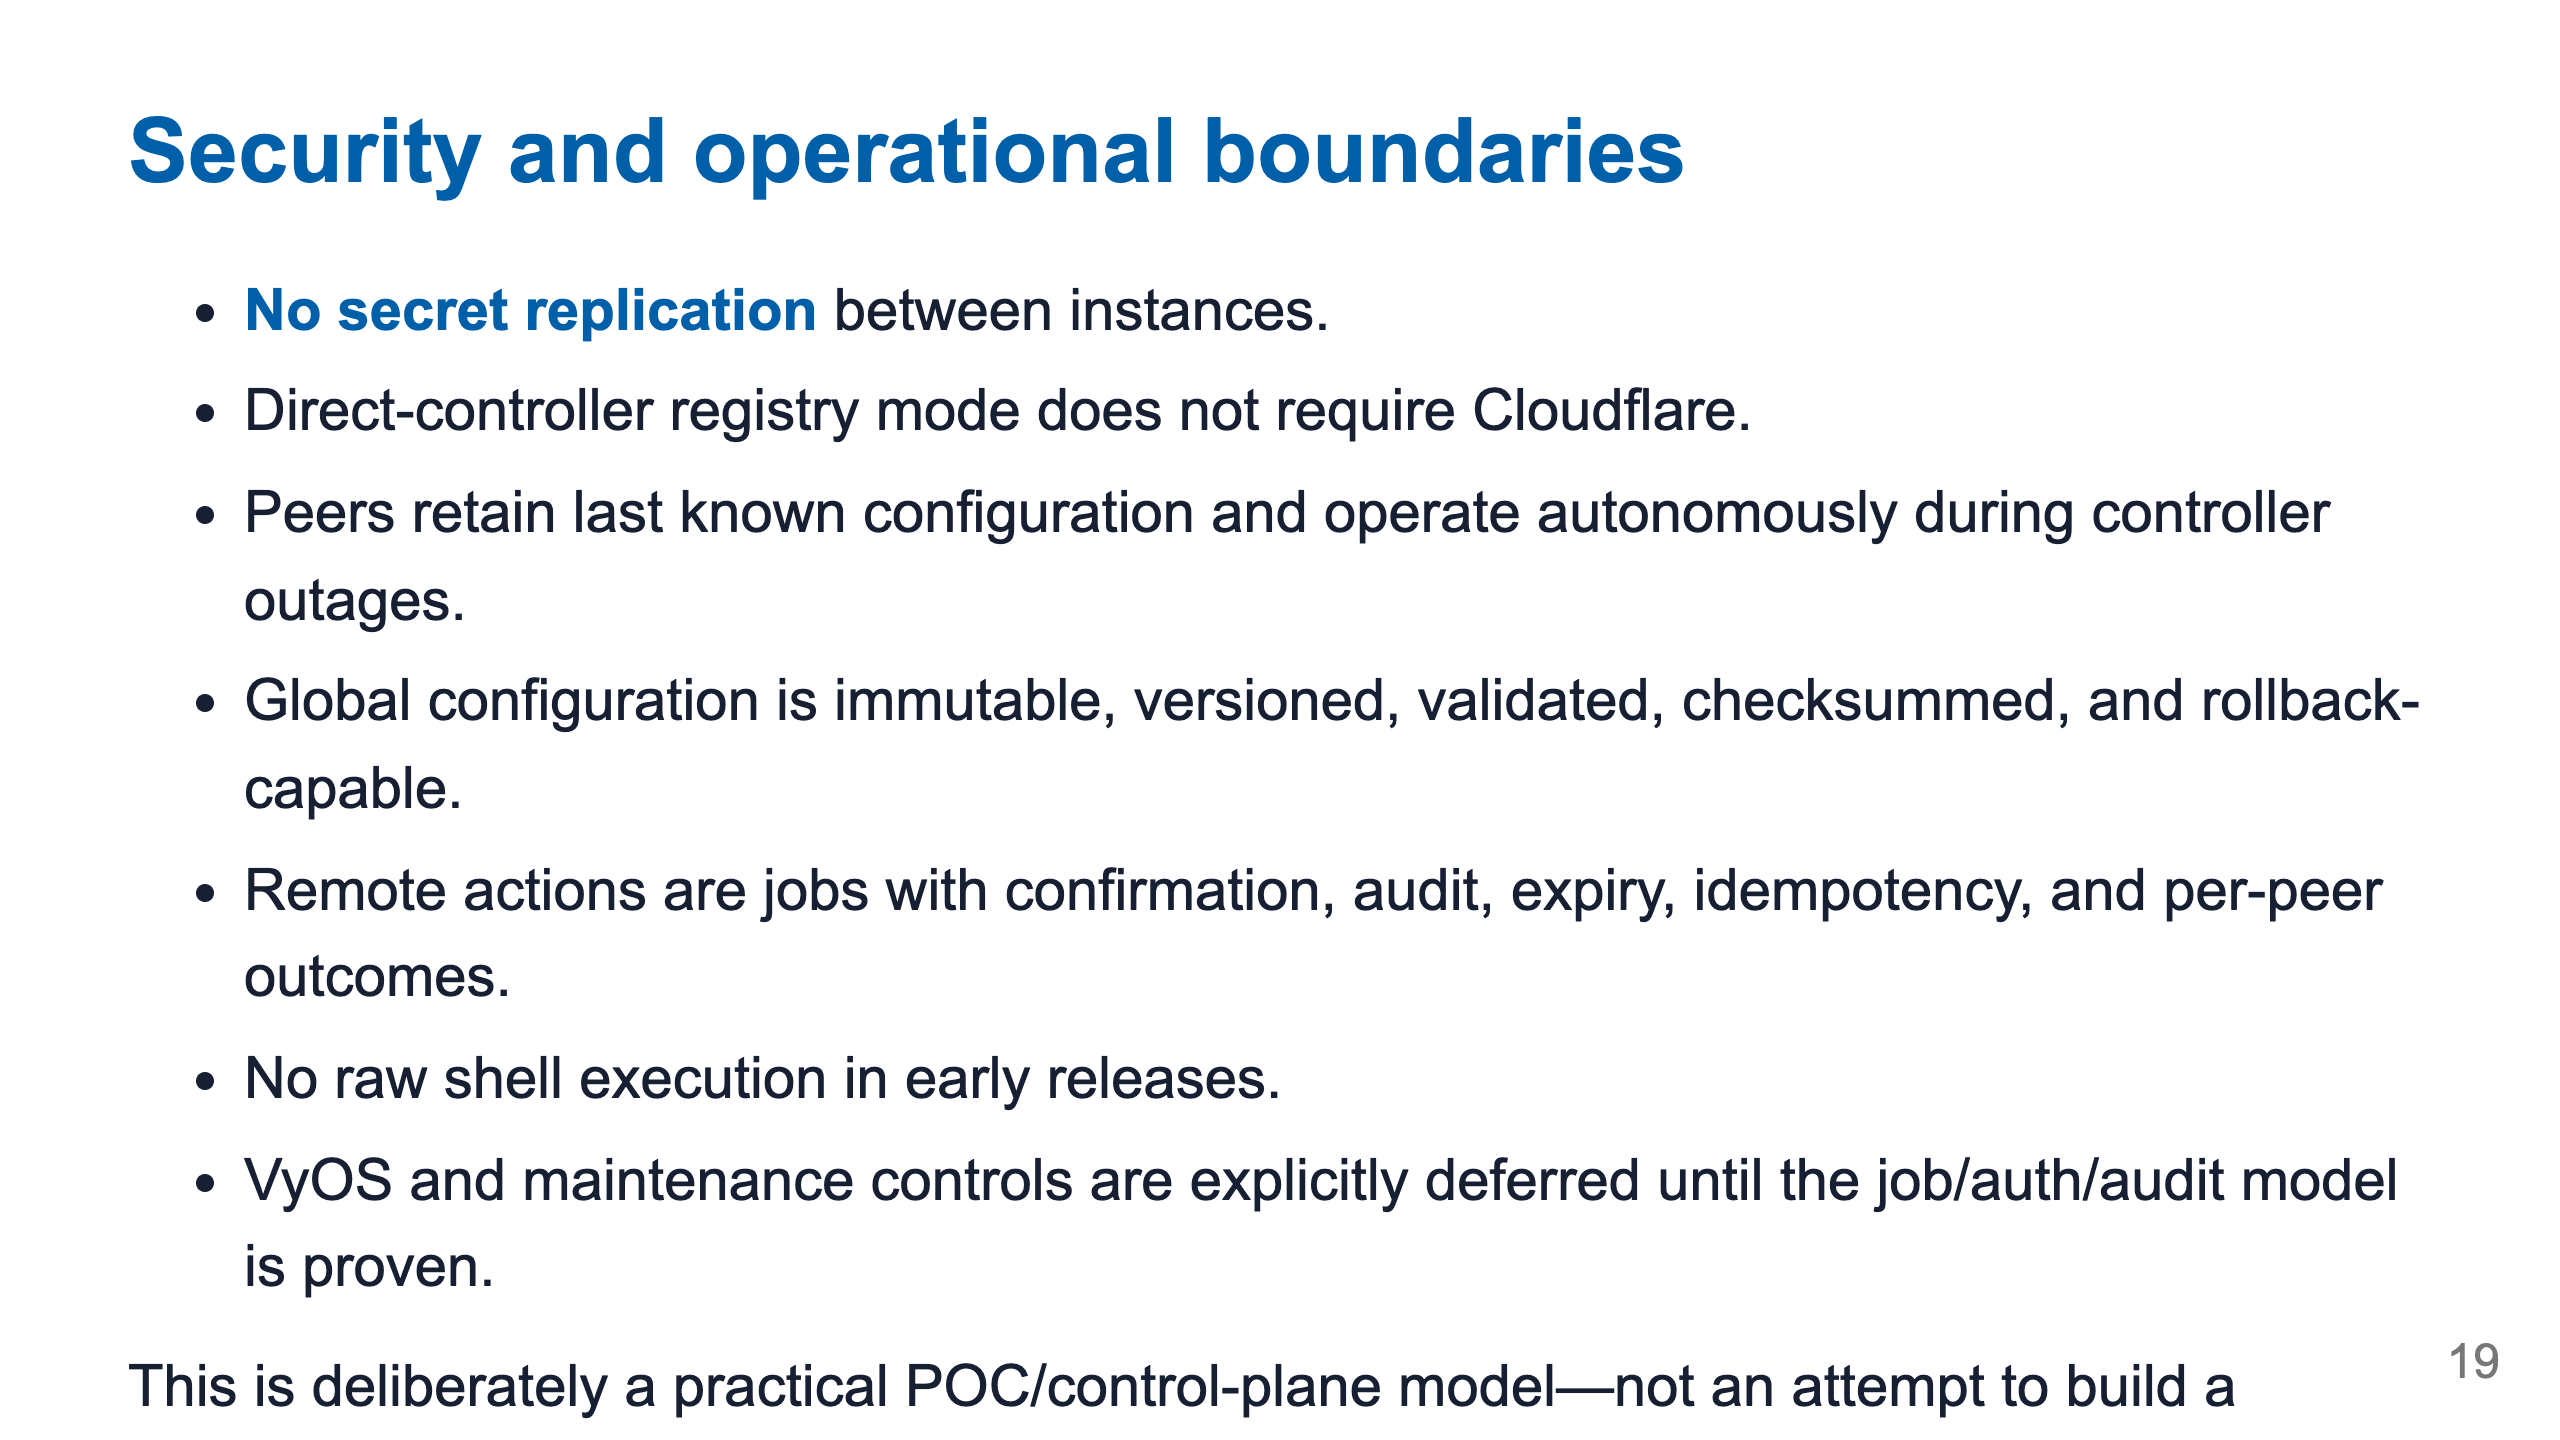 Security and operational boundaries
• No secret replication between instances.
• Direct-controller registry mode does not require Cloudflare.
• Peers retain last known configuration and operate autonomously during controller
outages.
• Global configuration is immutable, versioned, validated, checksummed, and rollback-
capable.
• Remote actions are jobs with confirmation, audit, expiry, idempotency, and per-peer
outcomes.
• No raw shell execution in early releases.
• VyOS and maintenance controls are explicitly deferred until the job/auth/audit model
is proven.
This is deliberately a practical POC/control-plane model—not an attempt to build a
19